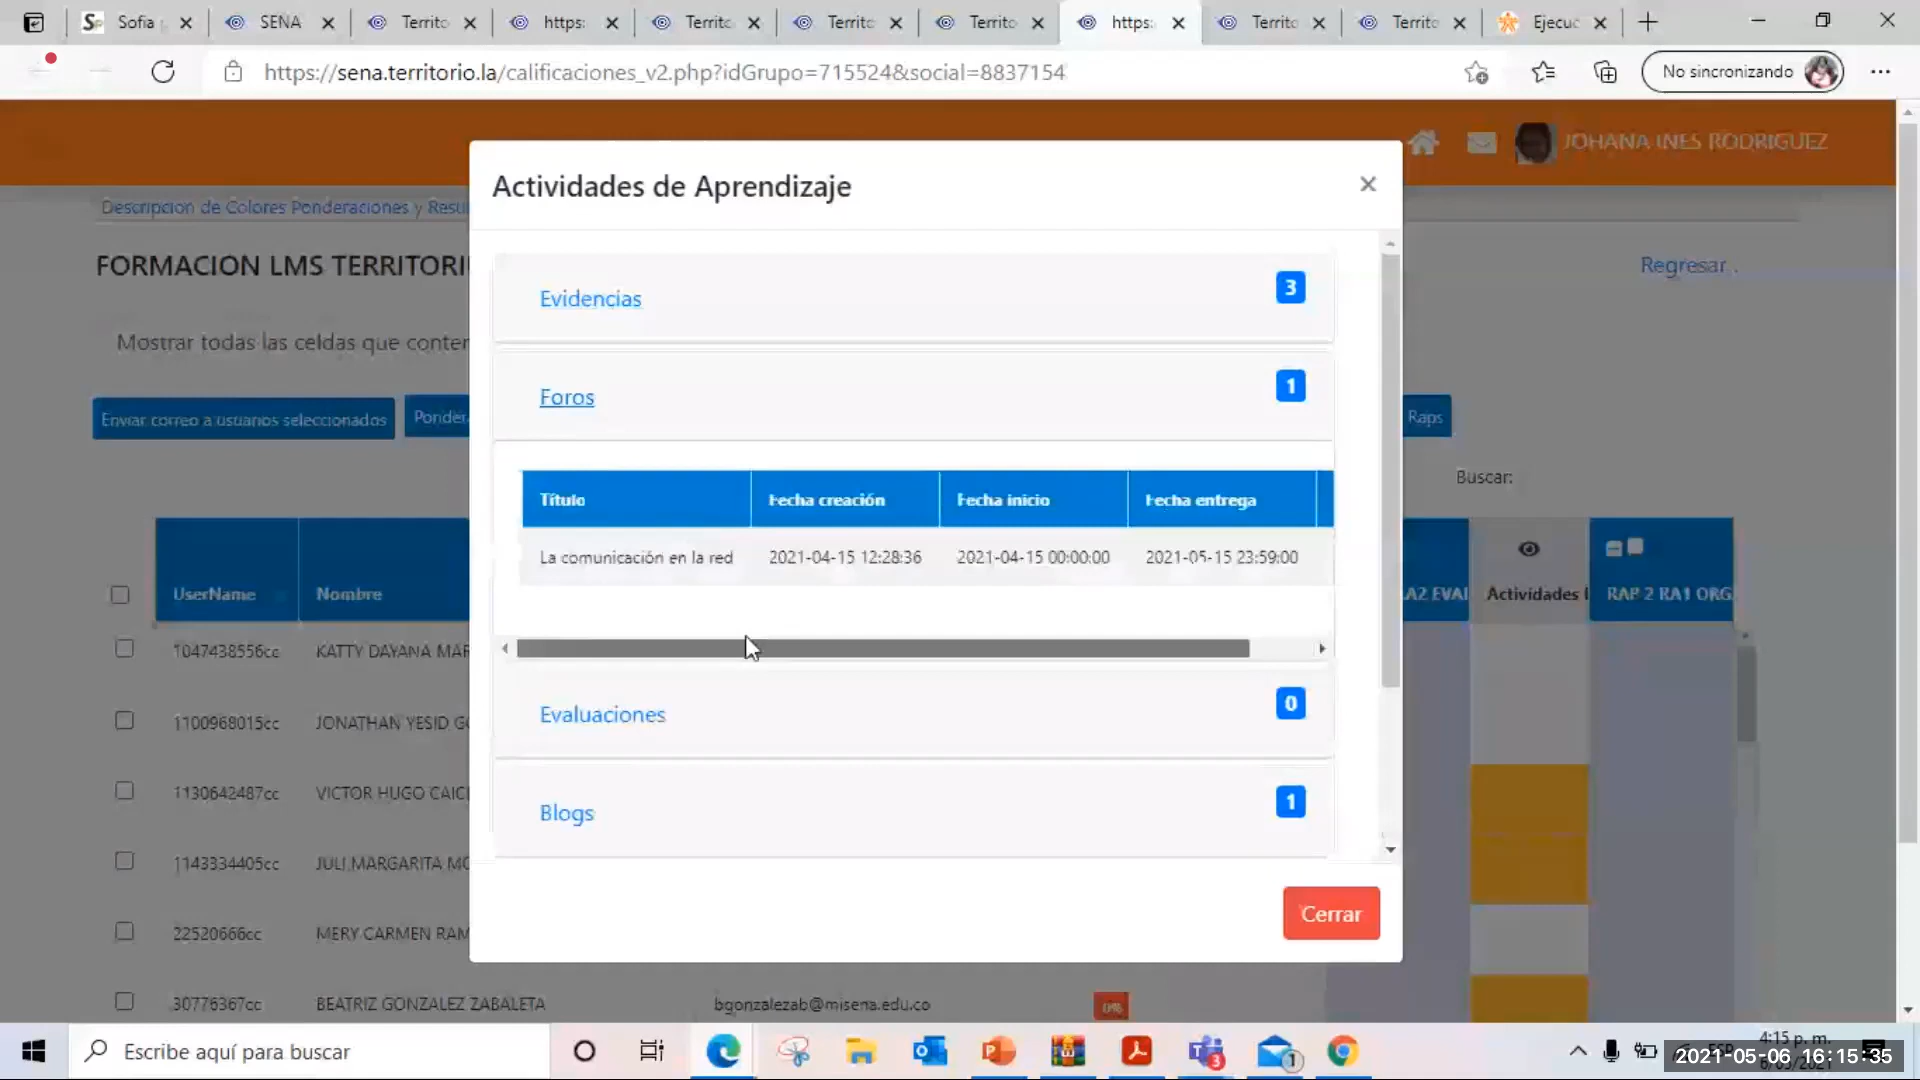 Sofia
SENA
Territo
https:
Territo
Territo
Territo
https:
Territo
Territo
Ejecuc
https://sena.territorio.la/calificaciones_v2.php?idGrupo=715524&social=8837154
No sincronizando
JOHANA INES RODRIGUEZ
Actividades de Aprendizaje
Descripcion de Colores Ponderaciones y Resu
FORMACION LMS TERRITORI
Regresar .
Evidencias 3
Mostrar todas las celdas que conten
Foros 1
Enviar correo a usuarios seleccionados
Ponder
Raps
Buscar:
Título Fecha creación Fecha inicio Fecha entrega
La comunicación en la red 2021-04-15 12:28:36 2021-04-15 00:00:00 2021-05-15 23:59:00
UserName Nombre
A2 EVAL Actividades RAP 2 RA1 ORG
1047438556cc KATTY DAYANA MAR
1100968015cc JONATHAN YESID GO
Evaluaciones 0
1130642487cc VICTOR HUGO CAICE
Blogs 1
1143334405cc JULI MARGARITA MO
22520666cc MERY CARMEN RAM
Cerrar
30776367cc BEATRIZ GONZALEZ ZABALETA bgonzalezab@misena.edu.co
Escribe aquí para buscar
3
1
4:15 p. m.
2021-05-06 16:15:35